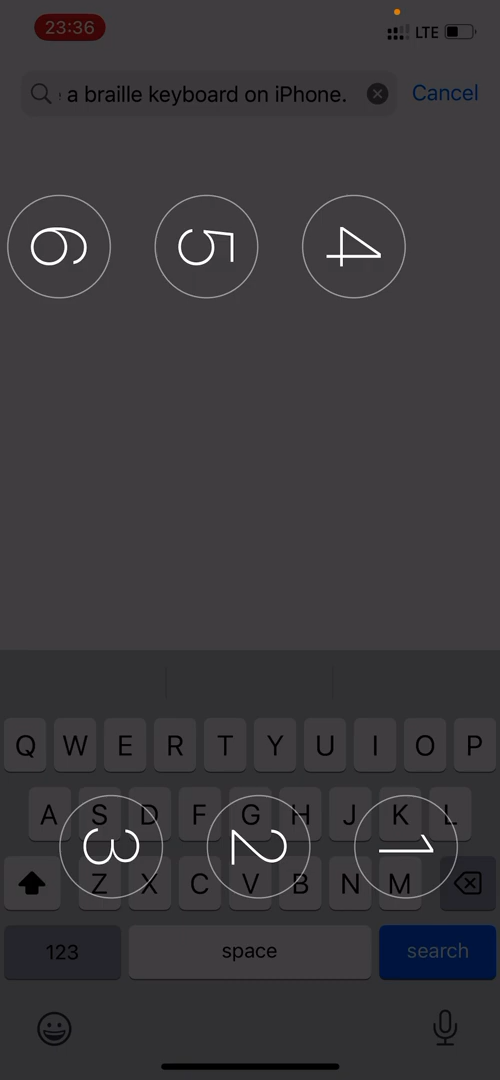 23:36
LTE
a braille keyboard on iPhone.
Cancel
6 5 4
Q W E R T Y U I O P
A S D F G H J K L
3 2 1
Z X C V B N M
123 space search